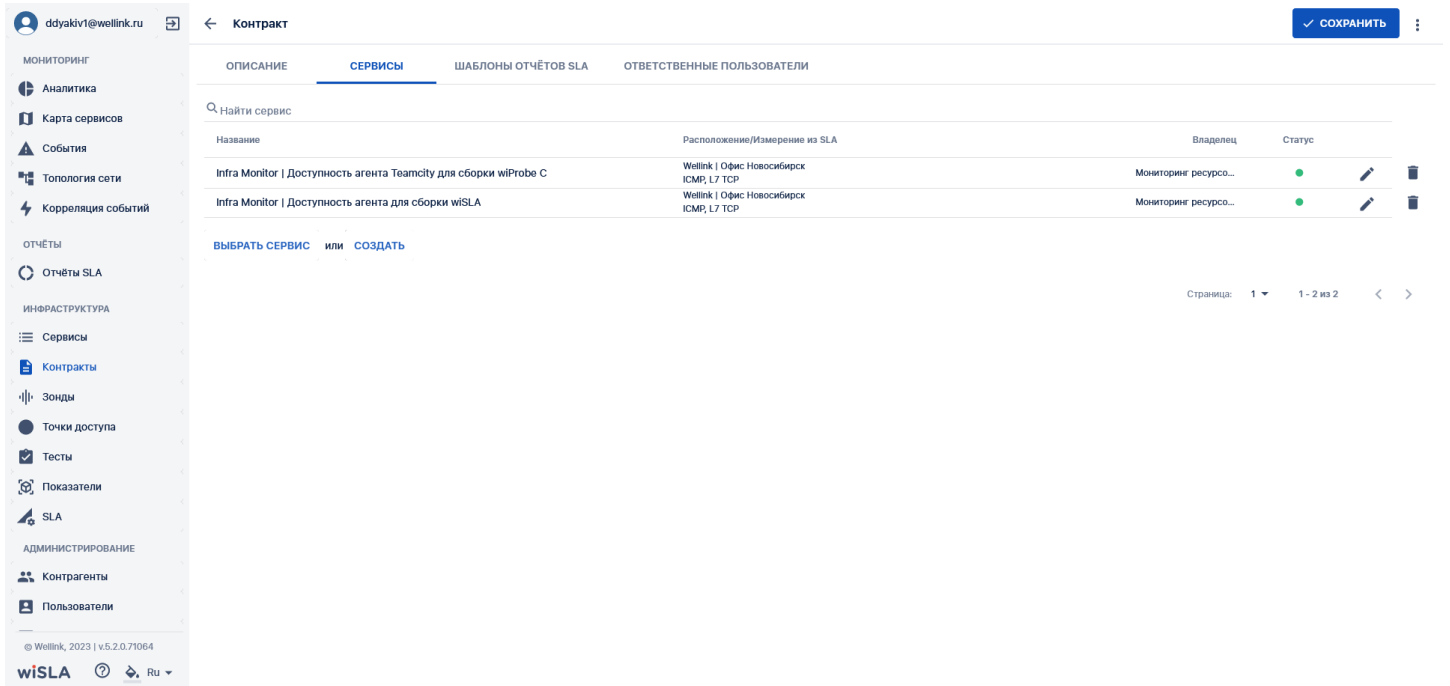 ddyakiv1@wellink.ru
МОНИТОРИНГ
Аналитика
Карта сервисов
События
Топология сети
Корреляция событий
ОТЧЁТЫ
Отчёты SLA
ИНФРАСТРУКТУРА
Сервисы
Контракты
Зонды
Точки доступа
Тесты
Показатели
SLA
АДМИНИСТРИРОВАНИЕ
Контрагенты
Пользователи
© Wellink, 2023 | v.5.2.0.71064
wiSLA Ru
Контракт
СОХРАНИТЬ
ОПИСАНИЕ СЕРВИСЫ ШАБЛОНЫ ОТЧЁТОВ SLA ОТВЕТСТВЕННЫЕ ПОЛЬЗОВАТЕЛИ
Найти сервис
Название Расположение/Измерение из SLA Владелец Статус
Infra Monitor | Доступность агента Teamcity для сборки wiProbe C
Wellink | Офис Новосибирск
ICMP, L7 TCP
Мониторинг ресурсо...
Infra Monitor | Доступность агента для сборки wiSLA
Wellink | Офис Новосибирск
ICMP, L7 TCP
Мониторинг ресурсо...
ВЫБРАТЬ СЕРВИС или СОЗДАТЬ
Страница: 1 1 - 2 из 2